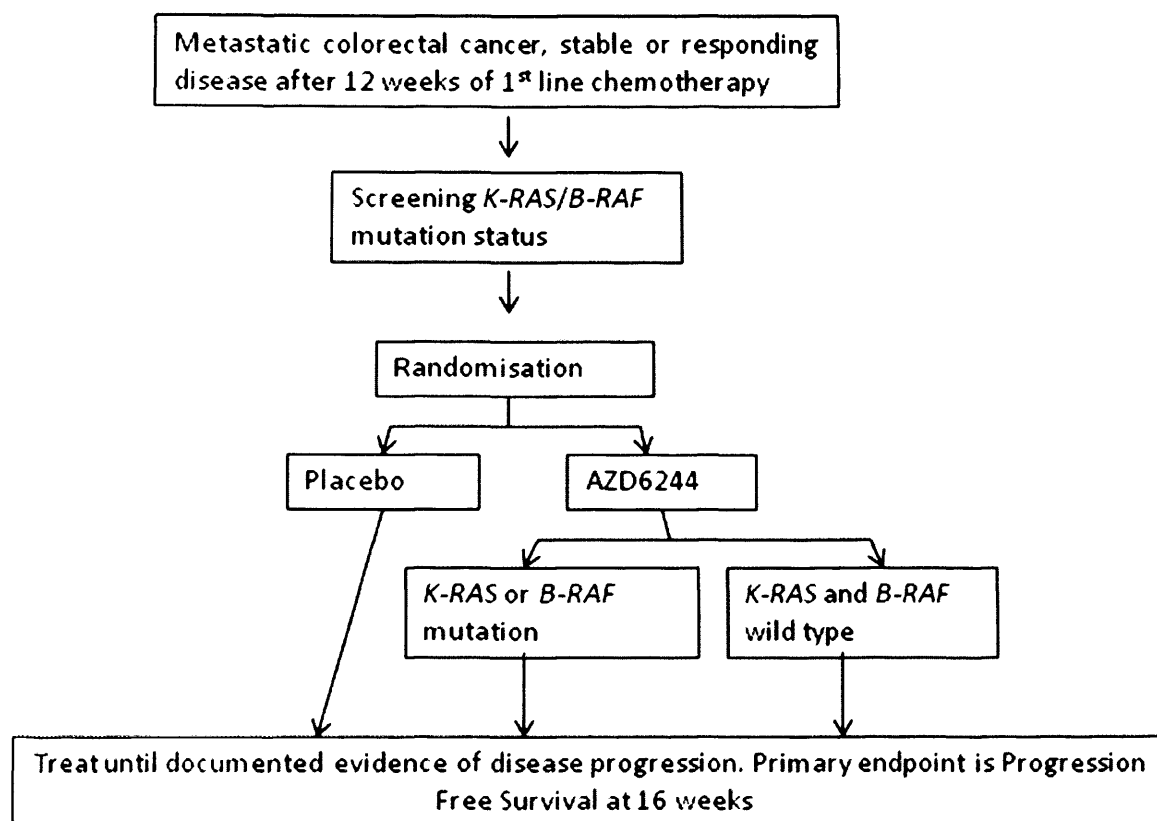 Metastatic colorectal cancer, stable or responding
disease after 12 weeks of 1st line chemotherapy
Screening K-RAS/B-RAF
mutation status
Randomisation
Placebo
AZD6244
K-RAS or B-RAF
mutation
K-RAS and B-RAF
wild type
Treat until documented evidence of disease progression. Primary endpoint is Progression
Free Survival at 16 weeks